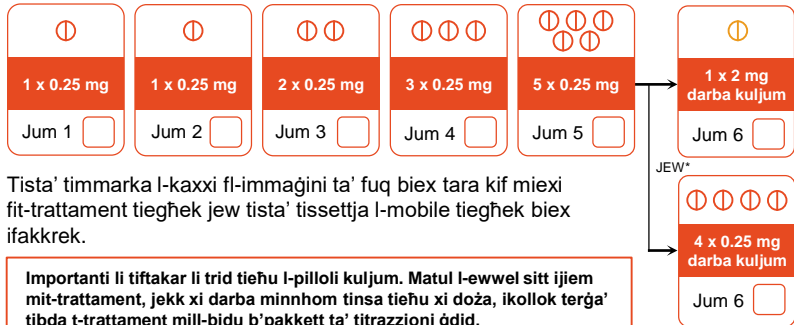 1 x 0.25 mg
1 x 0.25 mg
2 x 0.25 mg
3 x 0.25 mg
5 x 0.25 mg
1 x 2 mg
darba kuljum
Jum 1
Jum 2
Jum 3
Jum 4
Jum 5
Jum 6
JEW*
4 x 0.25 mg
darba kuljum
Jum 6
Tista' timmarka l-kaxxi fl-immaġini ta' fuq biex tara kif miexi
fit-trattament tiegħek jew tista' tissettja l-mobile tiegħek biex
ifakkrek.
Importanti li tiftakar li trid tieħu l-pilloli kuljum. Matul l-ewwel sitt ijiem
mit-trattament, jekk xi darba minnhom tinsa tieħu xi doża, ikollok terġa'
tibda t-trattament mill-bidu b'pakkett ta' titrazzjoni ġdid.